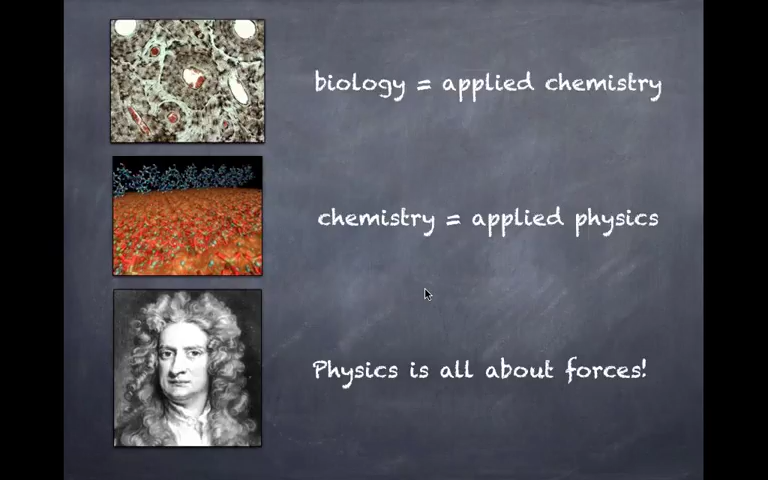 biology = applied chemistry
chemistry = applied physics
Physics is all about forces!